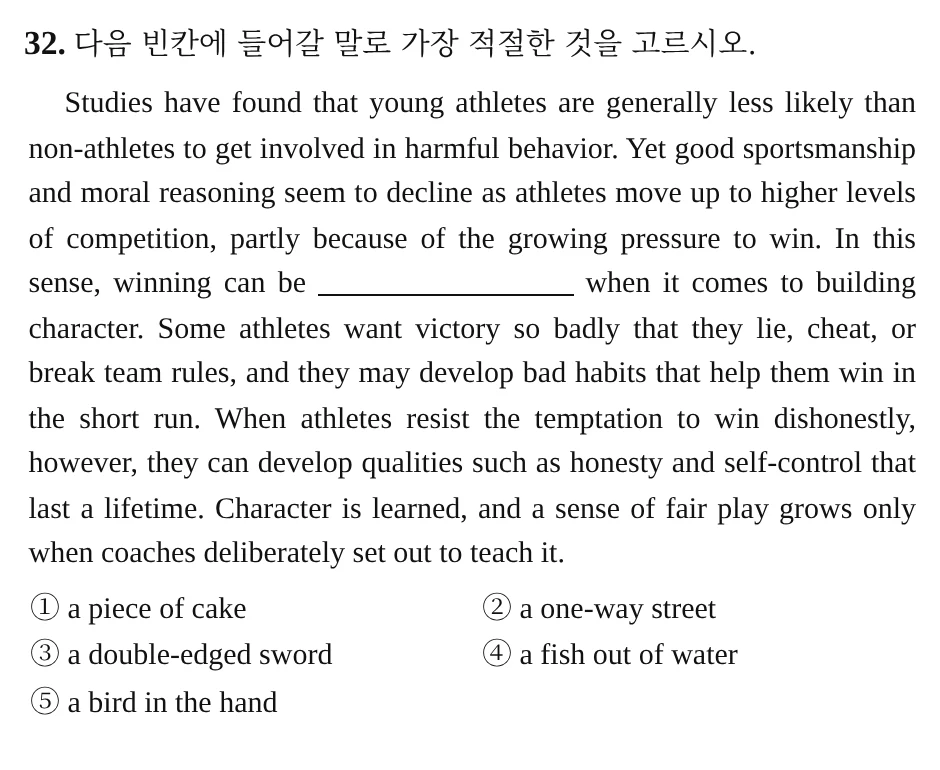 32. 다음 빈칸에 들어갈 말로 가장 적절한 것을 고르시오.
Studies have found that young athletes are generally less likely than
non-athletes to get involved in harmful behavior. Yet good sportsmanship
and moral reasoning seem to decline as athletes move up to higher levels
of competition, partly because of the growing pressure to win. In this
sense, winning can be ________________ when it comes to building
character. Some athletes want victory so badly that they lie, cheat, or
break team rules, and they may develop bad habits that help them win in
the short run. When athletes resist the temptation to win dishonestly,
however, they can develop qualities such as honesty and self-control that
last a lifetime. Character is learned, and a sense of fair play grows only
when coaches deliberately set out to teach it.
① a piece of cake ② a one-way street
③ a double-edged sword ④ a fish out of water
⑤ a bird in the hand